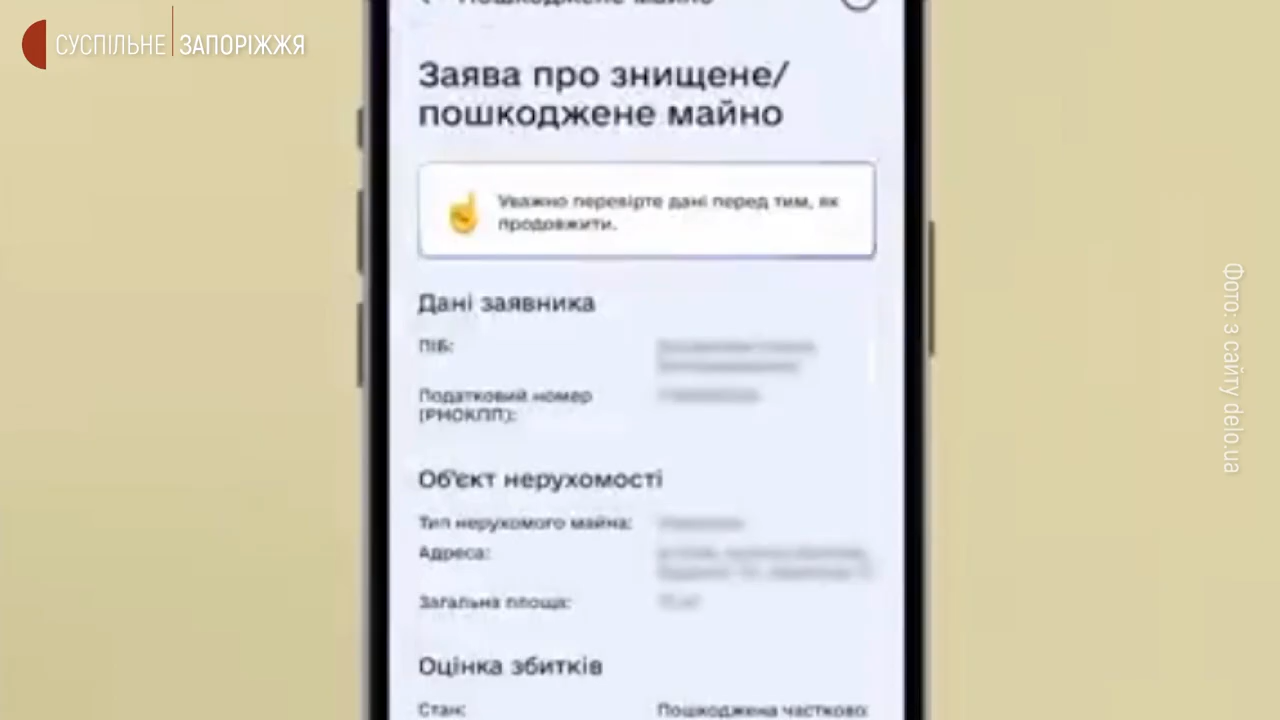 СУСПІЛЬНЕ ЗАПОРІЖЖЯ
Пошкоджене майно
Заява про знищене/
пошкоджене майно
Уважно перевірте дані перед тим, як
продовжити.
Дані заявника
ПІБ:
Податковий номер
(РНОКПП):
Об'єкт нерухомості
Тип нерухомого майна:
Адреса:
Загальна площа:
Оцінка збитків
Стан:
Пошкоджена частково:
Фото: з сайту delo.ua